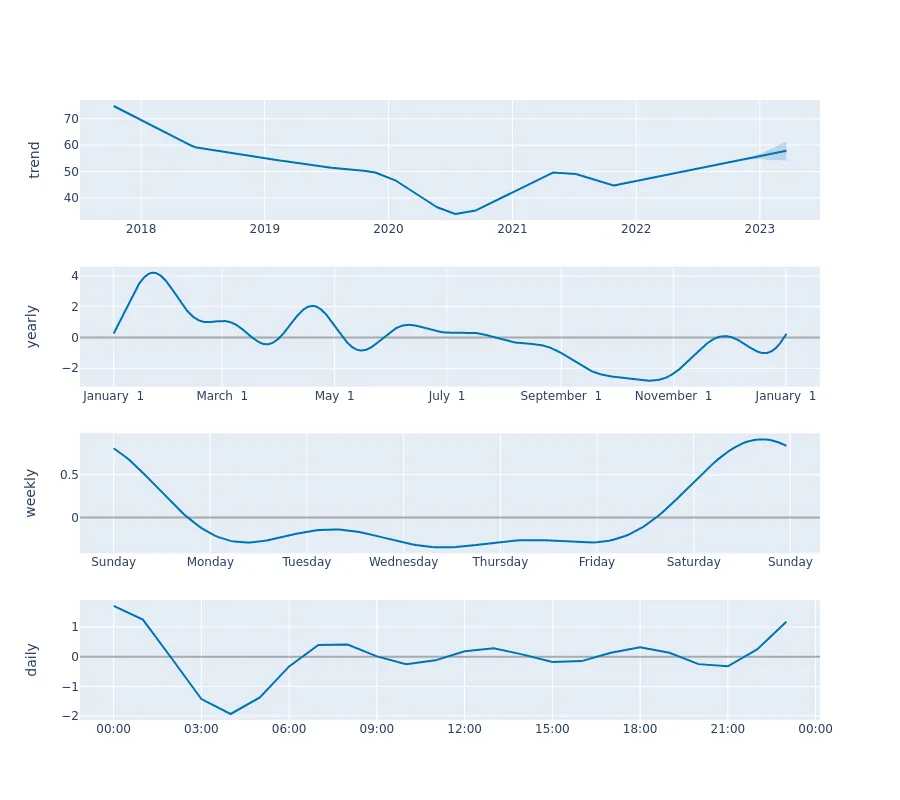 trend
70
60
50
40
2018 2019 2020 2021 2022 2023
yearly
4
2
0
−2
January 1 March 1 May 1 July 1 September 1 November 1 January 1
weekly
0.5
0
Sunday Monday Tuesday Wednesday Thursday Friday Saturday Sunday
daily
1
0
−1
−2
00:00 03:00 06:00 09:00 12:00 15:00 18:00 21:00 00:00